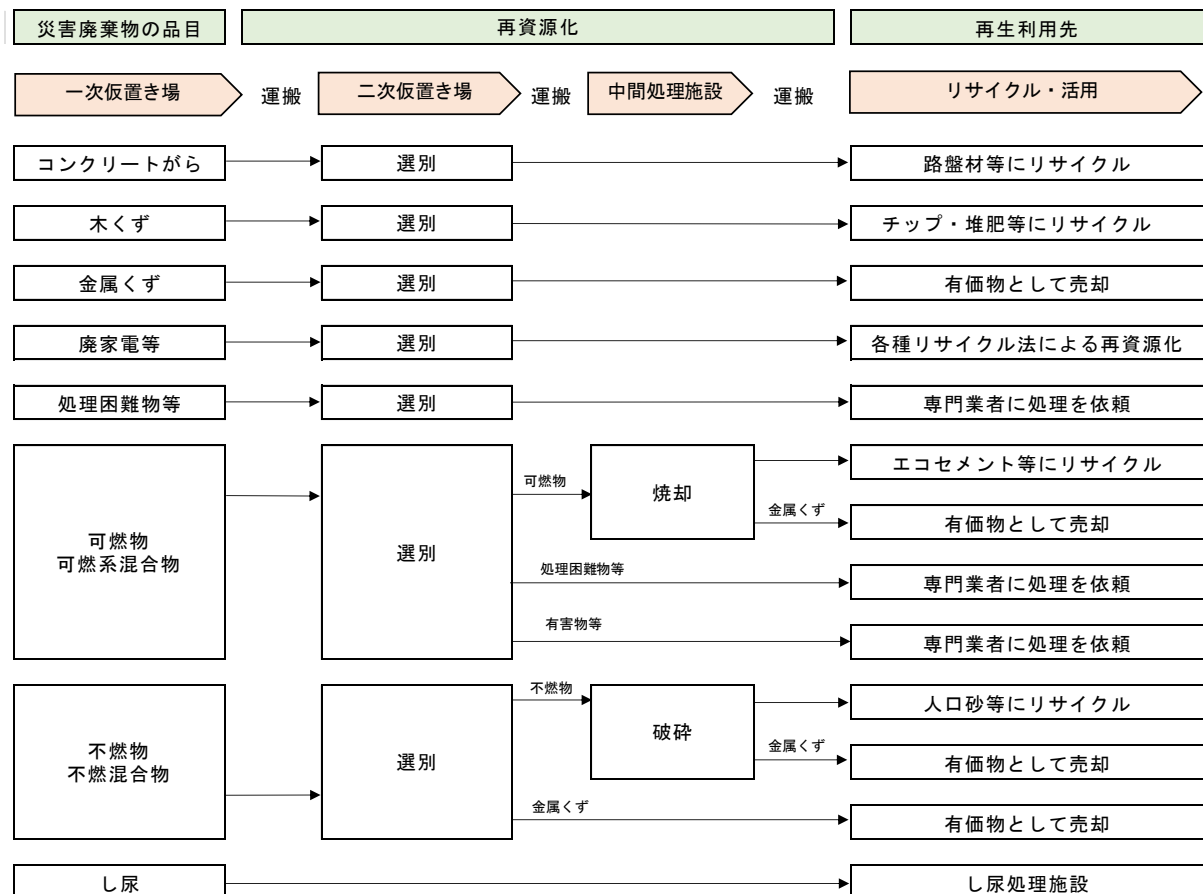 災害廃棄物の品目
再資源化
再生利用先
一次仮置き場
運搬
二次仮置き場
運搬
中間処理施設
運搬
リサイクル・活用
コンクリートがら
選別
路盤材等にリサイクル
木くず
選別
チップ・堆肥等にリサイクル
金属くず
選別
有価物として売却
廃家電等
選別
各種リサイクル法による再資源化
処理困難物等
選別
専門業者に処理を依頼
可燃物
可燃系混合物
選別
可燃物
焼却
エコセメント等にリサイクル
金属くず
有価物として売却
処理困難物等
専門業者に処理を依頼
有害物等
専門業者に処理を依頼
不燃物
不燃混合物
選別
不燃物
破砕
人口砂等にリサイクル
金属くず
有価物として売却
金属くず
有価物として売却
し尿
し尿処理施設